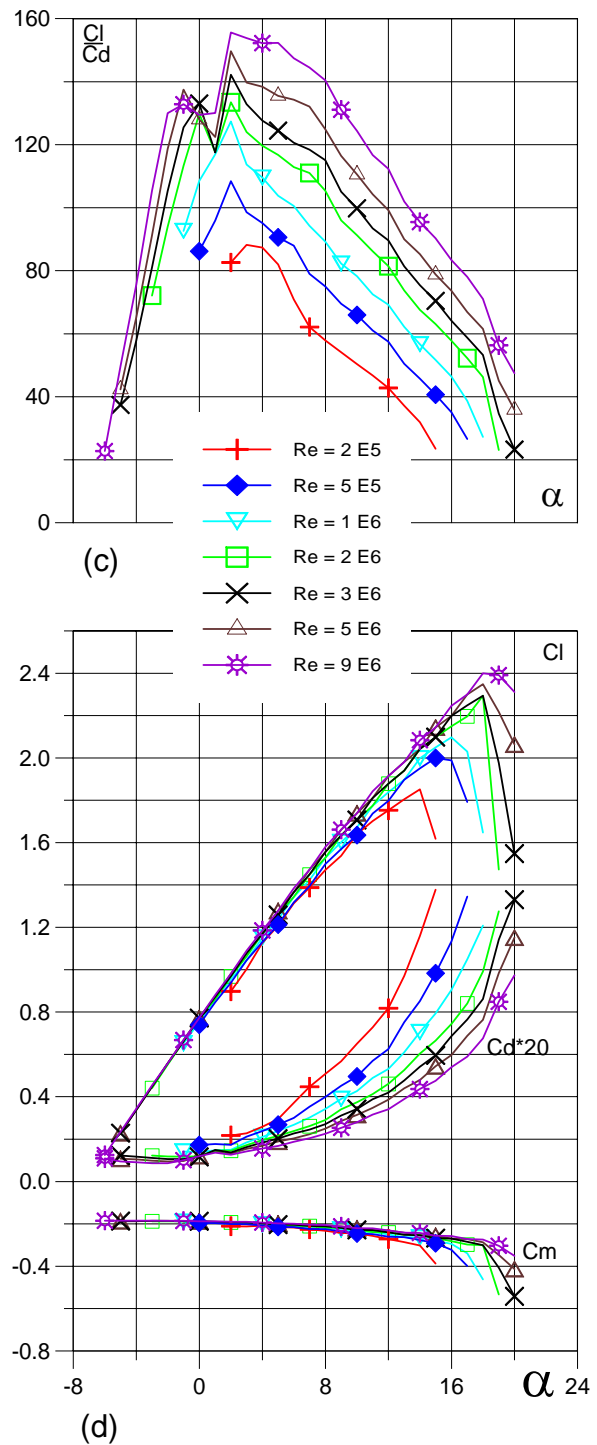 160
Cl
Cd
120
80
40
0
α
(c)
Re = 2 E5
Re = 5 E5
Re = 1 E6
Re = 2 E6
Re = 3 E6
Re = 5 E6
Re = 9 E6
Cl
2.4
2.0
1.6
1.2
0.8
Cd*20
0.4
0.0
Cm
-0.4
-0.8
-8 0 8 16 α 24
(d)